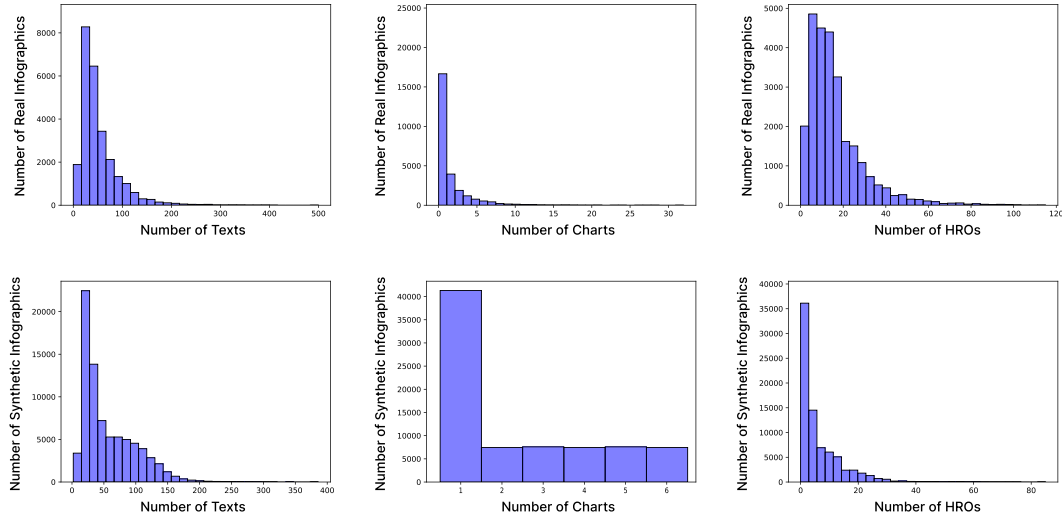 Number of Real Infographics
8000
6000
4000
2000
0
0 100 200 300 400 500
Number of Texts
Number of Real Infographics
25000
20000
15000
10000
5000
0
0 5 10 15 20 25 30
Number of Charts
Number of Real Infographics
5000
4000
3000
2000
1000
0
0 20 40 60 80 100 120
Number of HROs
Number of Synthetic Infographics
20000
15000
10000
5000
0
0 50 100 150 200 250 300 350 400
Number of Texts
Number of Synthetic Infographics
40000
35000
30000
25000
20000
15000
10000
5000
0
1 2 3 4 5 6
Number of Charts
Number of Synthetic Infographics
40000
35000
30000
25000
20000
15000
10000
5000
0
0 20 40 60 80
Number of HROs